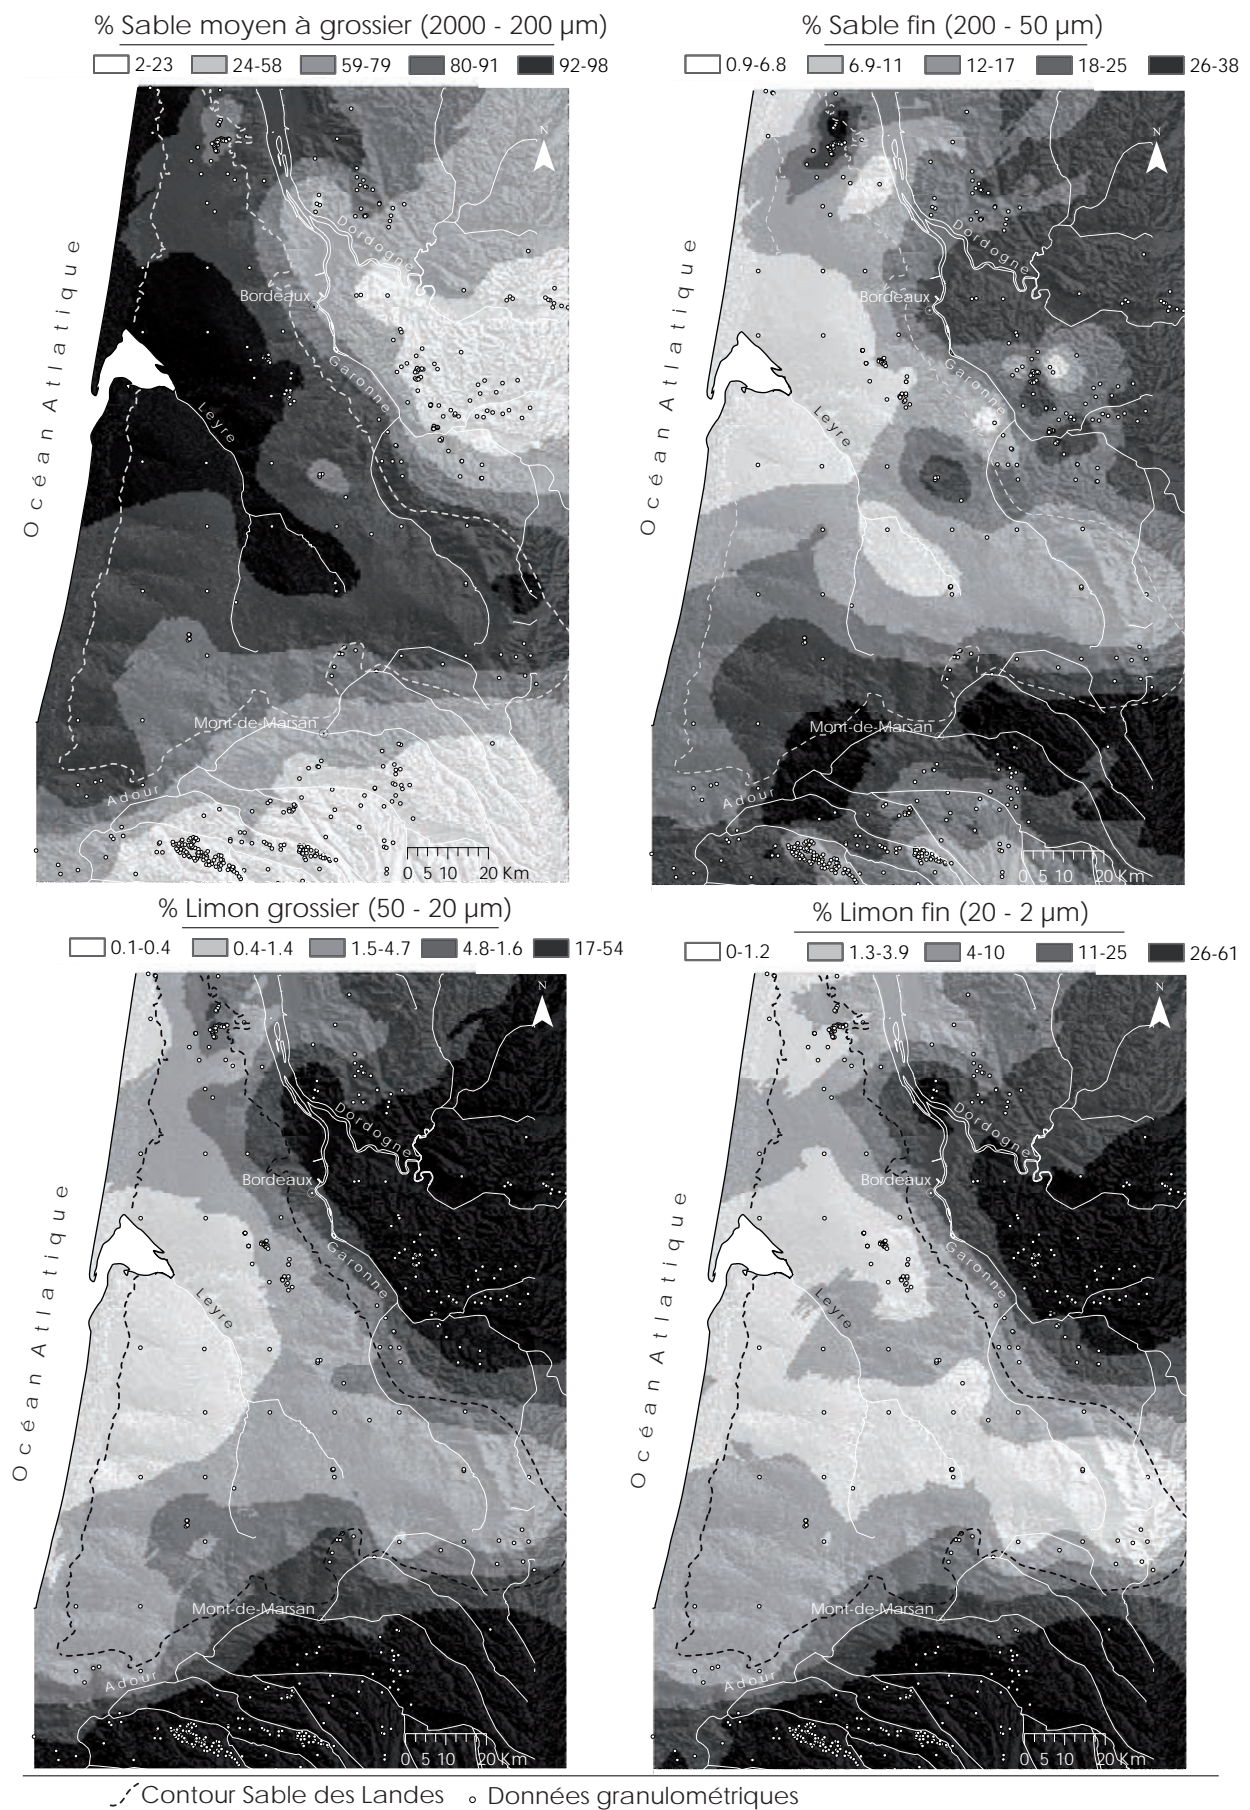 % Sable moyen à grossier (2000 - 200 µm)
2-23 24-58 59-79 80-91 92-98
N
Océan Atlatique
Dordogne
Bordeaux
Garonne
Leyre
Mont-de-Marsan
Adour
0 5 10 20 Km
% Sable fin (200 - 50 µm)
0.9-6.8 6.9-11 12-17 18-25 26-38
N
Océan Atlatique
Dordogne
Bordeaux
Garonne
Leyre
Mont-de-Marsan
Adour
0 5 10 20 Km
% Limon grossier (50 - 20 µm)
0.1-0.4 0.4-1.4 1.5-4.7 4.8-1.6 17-54
N
Océan Atlatique
Dordogne
Bordeaux
Garonne
Leyre
Mont-de-Marsan
Adour
0 5 10 20 Km
% Limon fin (20 - 2 µm)
0-1.2 1.3-3.9 4-10 11-25 26-61
N
Océan Atlatique
Dordogne
Bordeaux
Garonne
Leyre
Mont-de-Marsan
Adour
0 5 10 20 Km
Contour Sable des Landes Données granulométriques